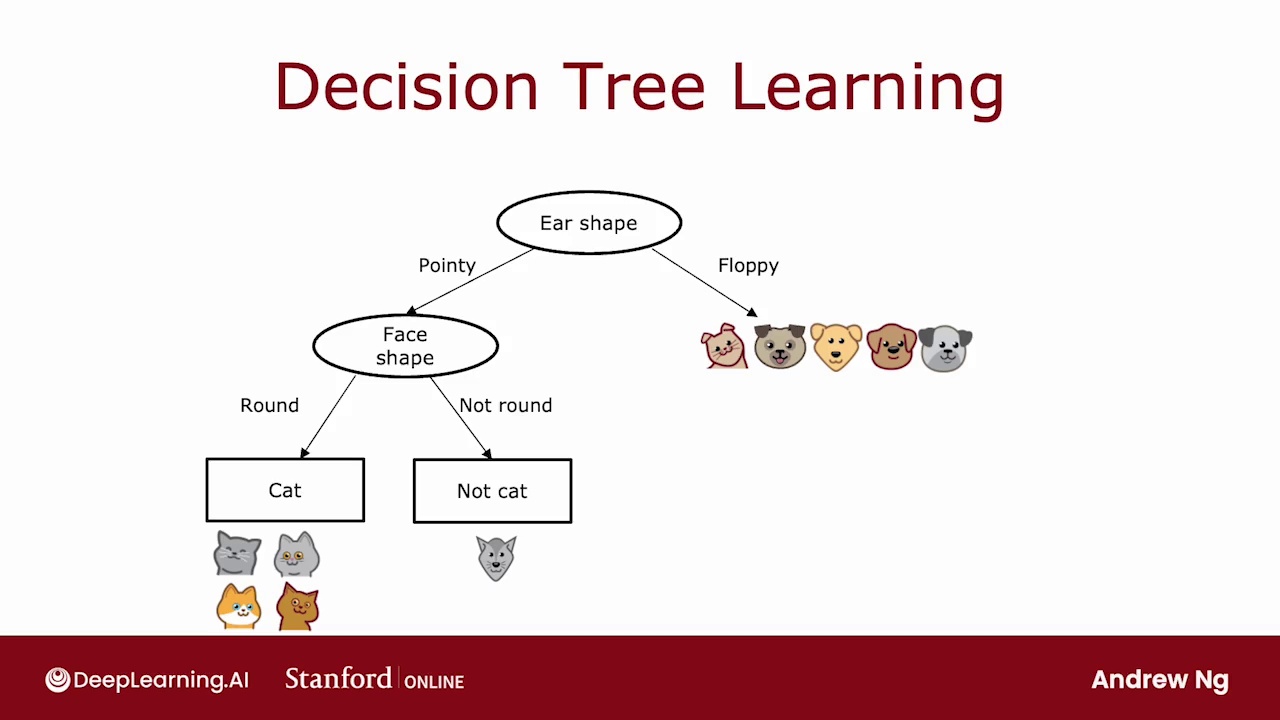 Decision Tree Learning
Ear shape
Pointy
Floppy
Face
shape
Round
Not round
Cat
Not cat
DeepLearning.AI
Stanford ONLINE
Andrew Ng